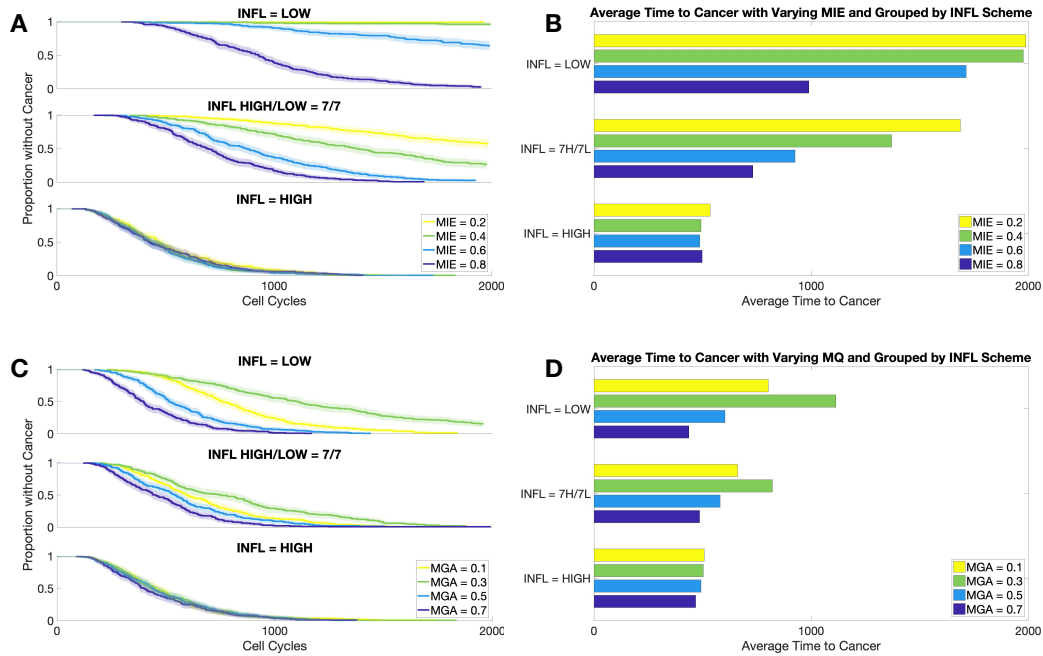 A
INFL = LOW
1
0.5
0
INFL HIGH/LOW = 7/7
1
0.5
0
INFL = HIGH
1
0.5
0
0
1000
2000
Cell Cycles
Proportion without Cancer
MIE = 0.2
MIE = 0.4
MIE = 0.6
MIE = 0.8
B
Average Time to Cancer with Varying MIE and Grouped by INFL Scheme
INFL = LOW
INFL = 7H/7L
INFL = HIGH
MIE = 0.2
MIE = 0.4
MIE = 0.6
MIE = 0.8
0
1000
2000
Average Time to Cancer
C
INFL = LOW
1
0.5
0
INFL HIGH/LOW = 7/7
1
0.5
0
INFL = HIGH
1
0.5
0
0
1000
2000
Cell Cycles
Proportion without Cancer
MGA = 0.1
MGA = 0.3
MGA = 0.5
MGA = 0.7
D
Average Time to Cancer with Varying MQ and Grouped by INFL Scheme
INFL = LOW
INFL = 7H/7L
INFL = HIGH
MGA = 0.1
MGA = 0.3
MGA = 0.5
MGA = 0.7
0
1000
2000
Average Time to Cancer